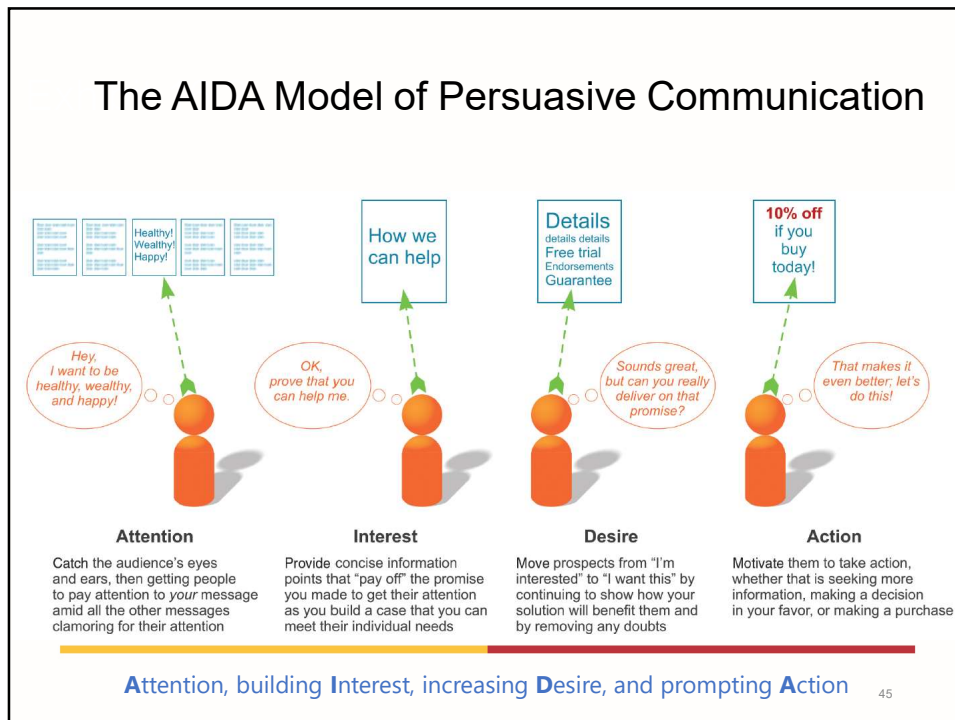 The AIDA Model of Persuasive Communication
Healthy!
Wealthy!
Happy!
How we
can help
Details
details details
Free trial
Endorsements
Guarantee
10% off
if you
buy
today!
Hey,
I want to be
healthy, wealthy,
and happy!
OK,
prove that you
can help me.
Sounds great,
but can you really
deliver on that
promise?
That makes it
even better; let's
do this!
Attention
Catch the audience's eyes
and ears, then getting people
to pay attention to your message
amid all the other messages
clamoring for their attention
Interest
Provide concise information
points that "pay off" the promise
you made to get their attention
as you build a case that you can
meet their individual needs
Desire
Move prospects from "I'm
interested" to "I want this" by
continuing to show how your
solution will benefit them and
by removing any doubts
Action
Motivate them to take action,
whether that is seeking more
information, making a decision
in your favor, or making a purchase
Attention, building Interest, increasing Desire, and prompting Action
45